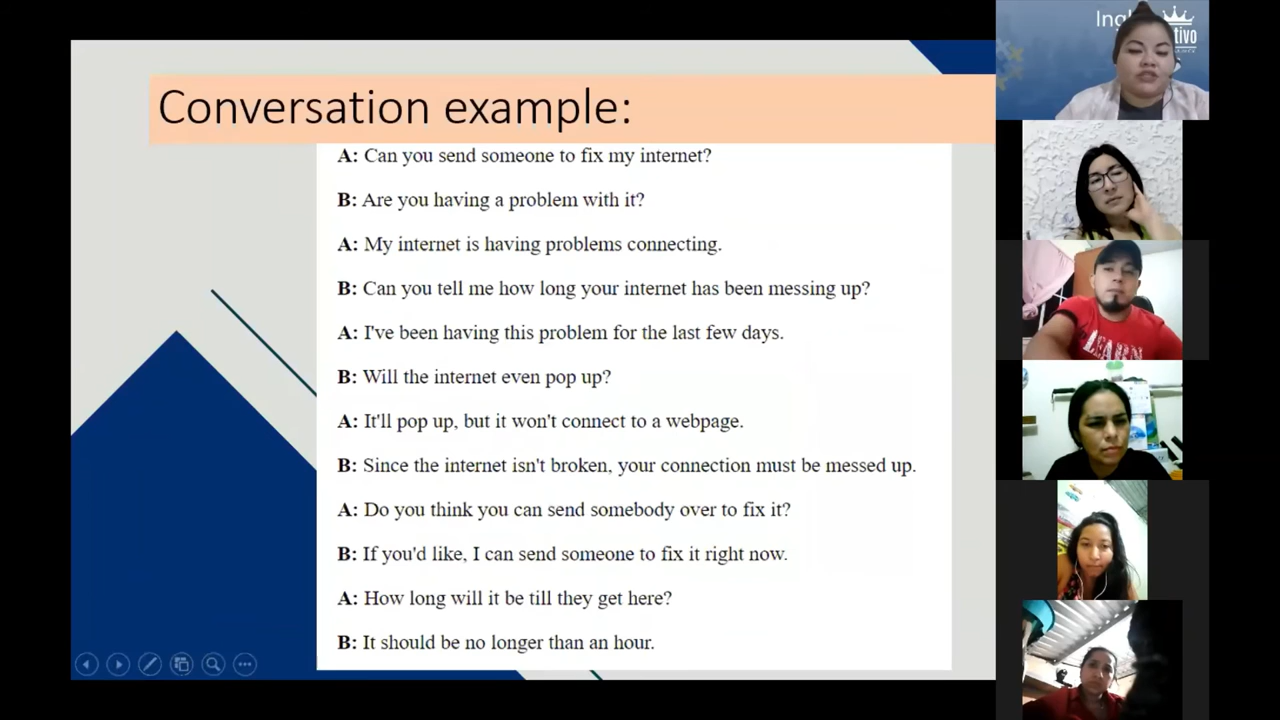 Conversation example:
A: Can you send someone to fix my internet?
B: Are you having a problem with it?
A: My internet is having problems connecting.
B: Can you tell me how long your internet has been messing up?
A: I've been having this problem for the last few days.
B: Will the internet even pop up?
A: It'll pop up, but it won't connect to a webpage.
B: Since the internet isn't broken, your connection must be messed up.
A: Do you think you can send somebody over to fix it?
B: If you'd like, I can send someone to fix it right now.
A: How long will it be till they get here?
B: It should be no longer than an hour.
LEARN